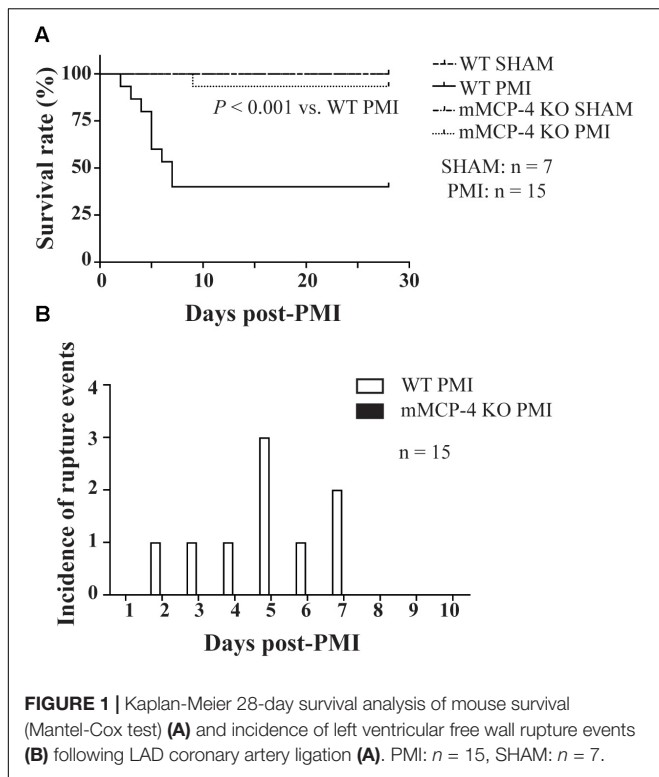 A
Survival rate (%)
100
75
50
25
0
0 10 20 30
Days post-PMI
P < 0.001 vs. WT PMI
WT SHAM
WT PMI
mMCP-4 KO SHAM
mMCP-4 KO PMI
SHAM: n = 7
PMI: n = 15
B
Incidence of rupture events
4
3
2
1
0
1 2 3 4 5 6 7 8 9 10
Days post-PMI
WT PMI
mMCP-4 KO PMI
n = 15
FIGURE 1 | Kaplan-Meier 28-day survival analysis of mouse survival
(Mantel-Cox test) (A) and incidence of left ventricular free wall rupture events
(B) following LAD coronary artery ligation (A). PMI: n = 15, SHAM: n = 7.